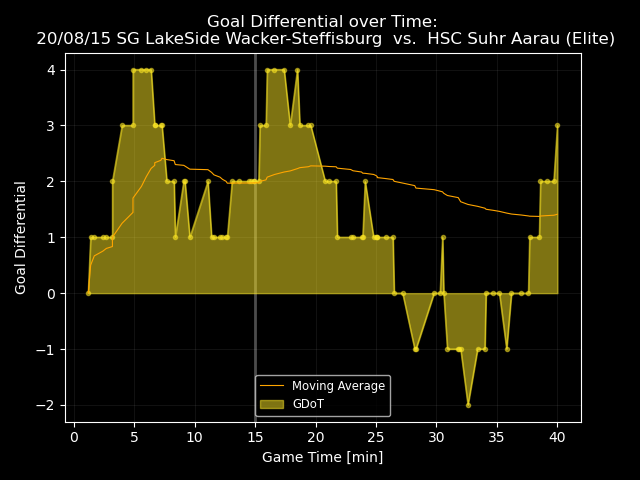 Goal Differential over Time:
20/08/15 SG LakeSide Wacker-Steffisburg  vs.  HSC Suhr Aarau (Elite)
4
3
2
1
0
−1
−2
Goal Differential
Moving Average
GDoT
0 5 10 15 20 25 30 35 40
Game Time [min]